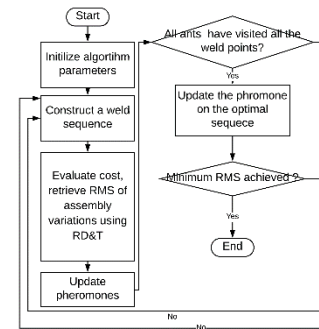 Start
Initilize algortihm
parameters
Construct a weld
sequence
Evaluate cost,
retrieve RMS of
assembly
variations using
RD&T
Update
pheromones
All ants have visited all the
weld points?
Yes
Update the phromone
on the optimal
sequece
Minimum RMS achieved ?
Yes
End
No
No